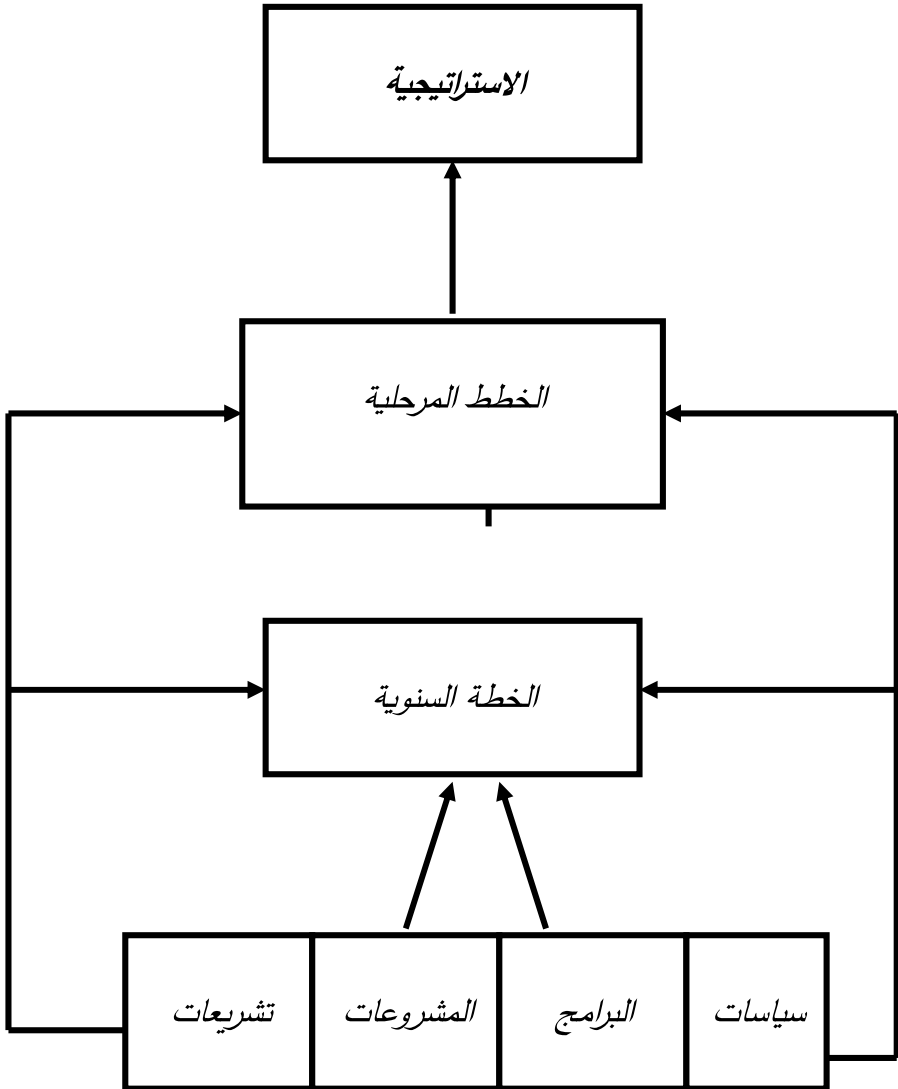 الاستراتيجية
الخطط المرحلية
الخطة السنوية
سياسات
البرامج
المشروعات
تشريعات